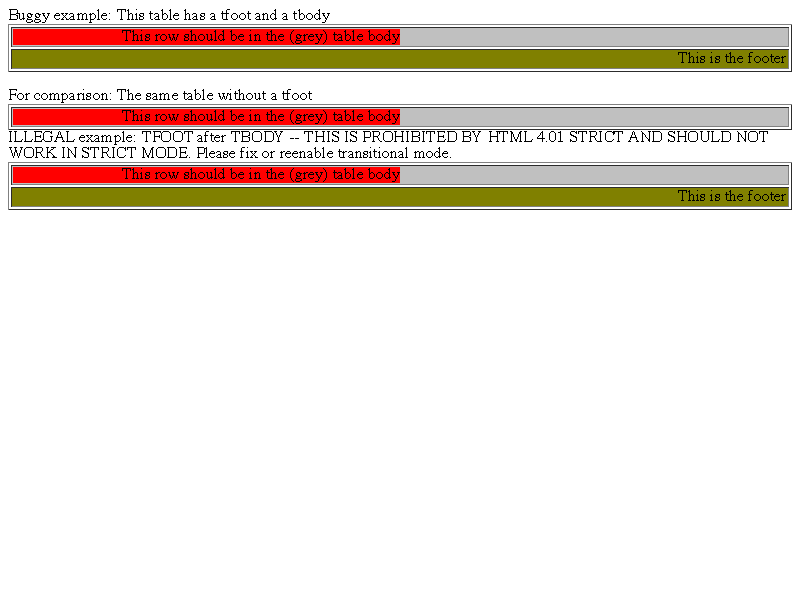 Buggy example: This table has a tfoot and a tbody
This row should be in the (grey) table body
This is the footer
For comparison: The same table without a tfoot
This row should be in the (grey) table body
ILLEGAL example: TFOOT after TBODY -- THIS IS PROHIBITED BY HTML 4.01 STRICT AND SHOULD NOT
WORK IN STRICT MODE. Please fix or reenable transitional mode.
This row should be in the (grey) table body
This is the footer